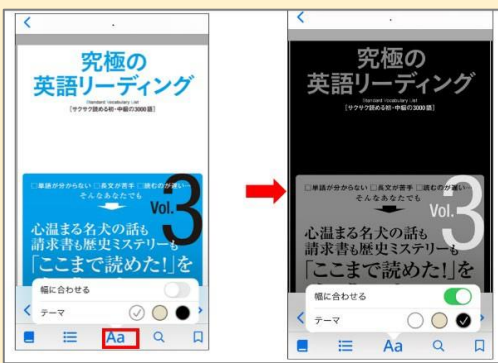 究極の
英語リーディング
Standard Vocabulary List
[サクサク読める初・中級の3000語]
□単語が分からない □長文が苦手 □読むのが遅い…
そんなあなたでも
Vol.3
心温まる名犬の話も
請求書も歴史ミステリーも
「ここまで読めた!」を
幅に合わせる
テーマ
Aa
究極の
英語リーディング
Standard Vocabulary List
[サクサク読める初・中級の3000語]
□単語が分からない □長文が苦手 □読むのが遅い…
そんなあなたでも
Vol.3
心温まる名犬の話も
請求書も歴史ミステリーも
「ここまで読めた!」を
幅に合わせる
テーマ
Aa